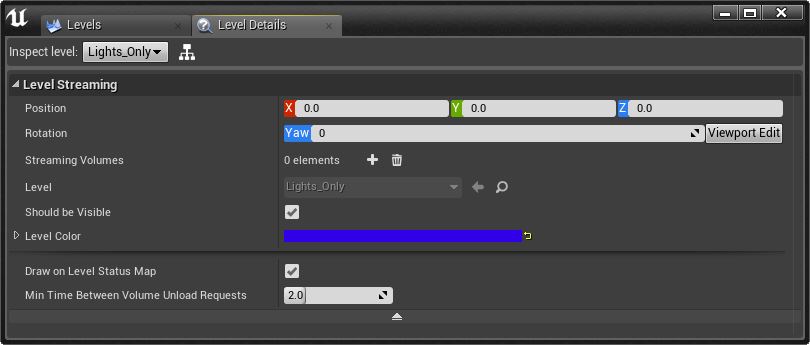 Levels
Level Details
Inspect level: Lights_Only
Level Streaming
Position X 0.0 Y 0.0 Z 0.0
Rotation Yaw 0 Viewport Edit
Streaming Volumes 0 elements
Level Lights_Only
Should be Visible
Level Color
Draw on Level Status Map
Min Time Between Volume Unload Requests 2.0